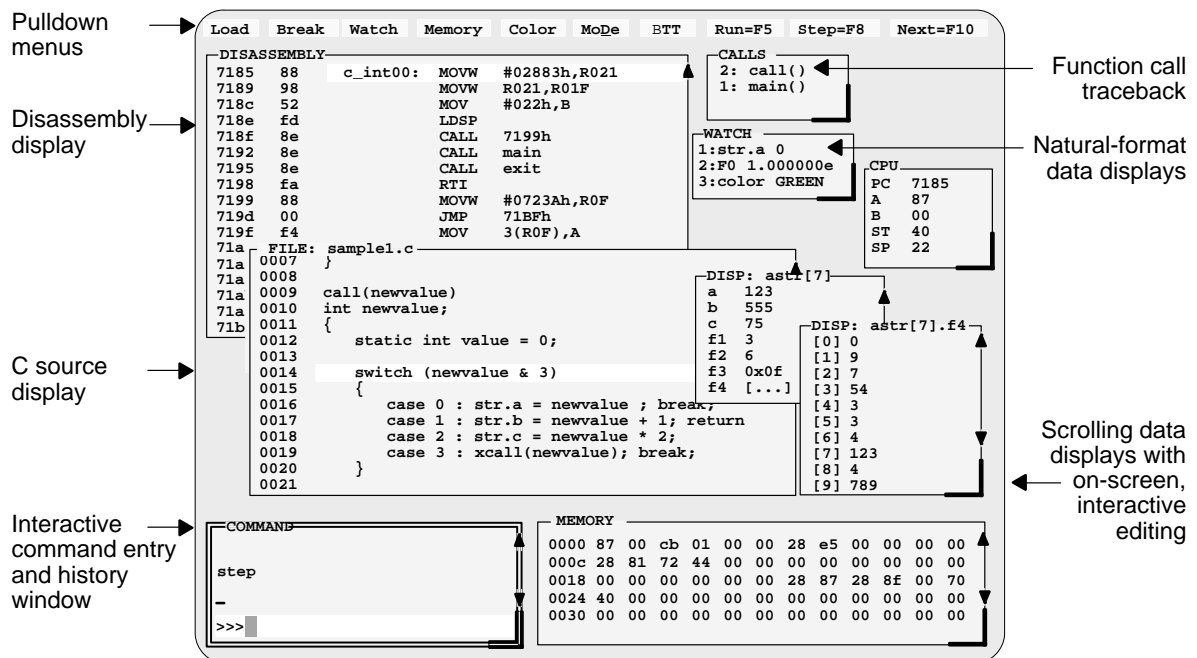 Pulldown
menus
Disassembly
display
C source
display
Interactive
command entry
and history
window
Load Break Watch Memory Color MoDe BTT Run=F5 Step=F8 Next=F10
DISASSEMBLY
7185 88 c_int00: MOVW #02883h,R021
7189 98 MOVW R021,R01F
718c 52 MOV #022h,B
718e fd LDSP
718f 8e CALL 7199h
7192 8e CALL main
7195 8e CALL exit
7198 fa RTI
7199 88 MOVW #0723Ah,R0F
719d 00 JMP 71BFh
719f f4 MOV 3(R0F),A
71a
71a
71a
71a
71a
71b
FILE: sample1.c
0007 }
0008
0009 call(newvalue)
0010 int newvalue;
0011 {
0012 static int value = 0;
0013
0014 switch (newvalue & 3)
0015 {
0016 case 0 : str.a = newvalue ; break;
0017 case 1 : str.b = newvalue + 1; return
0018 case 2 : str.c = newvalue * 2;
0019 case 3 : xcall(newvalue); break;
0020 }
0021
CALLS
2: call()
1: main()
WATCH
1:str.a 0
2:F0 1.000000e
3:color GREEN
CPU
PC 7185
A 87
B 00
ST 40
SP 22
DISP: astr[7]
a 123
b 555
c 75
f1 3
f2 6
f3 0x0f
f4 [...]
DISP: astr[7].f4
[0] 0
[1] 9
[2] 7
[3] 54
[4] 3
[5] 3
[6] 4
[7] 123
[8] 4
[9] 789
COMMAND
step
_
>>>
MEMORY
0000 87 00 cb 01 00 00 28 e5 00 00 00 00
000c 28 81 72 44 00 00 00 00 00 00 00 00
0018 00 00 00 00 00 00 28 87 28 8f 00 70
0024 40 00 00 00 00 00 00 00 00 00 00 00
0030 00 00 00 00 00 00 00 00 00 00 00 00
Function call
traceback
Natural-format
data displays
Scrolling data
displays with
on-screen,
interactive
editing